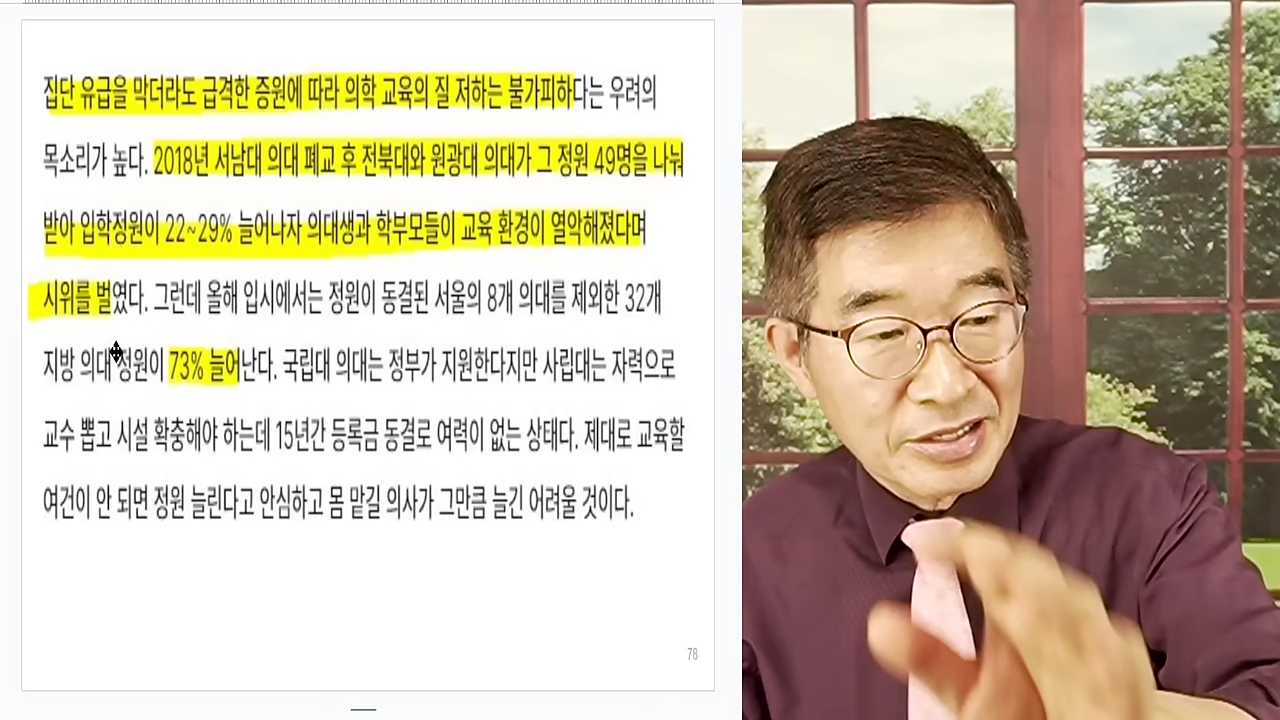 집단 유급을 막더라도 급격한 증원에 따라 의학 교육의 질 저하는 불가피하다는 우려의
목소리가 높다. 2018년 서남대 의대 폐교 후 전북대와 원광대 의대가 그 정원 49명을 나눠
받아 입학정원이 22~29% 늘어나자 의대생과 학부모들이 교육 환경이 열악해졌다며
시위를 벌였다. 그런데 올해 입시에서는 정원이 동결된 서울의 8개 의대를 제외한 32개
지방 의대 정원이 73% 늘어난다. 국립대 의대는 정부가 지원한다지만 사립대는 자력으로
교수 뽑고 시설 확충해야 하는데 15년간 등록금 동결로 여력이 없는 상태다. 제대로 교육할
여건이 안 되면 정원 늘린다고 안심하고 몸 맡길 의사가 그만큼 늘긴 어려울 것이다.
78